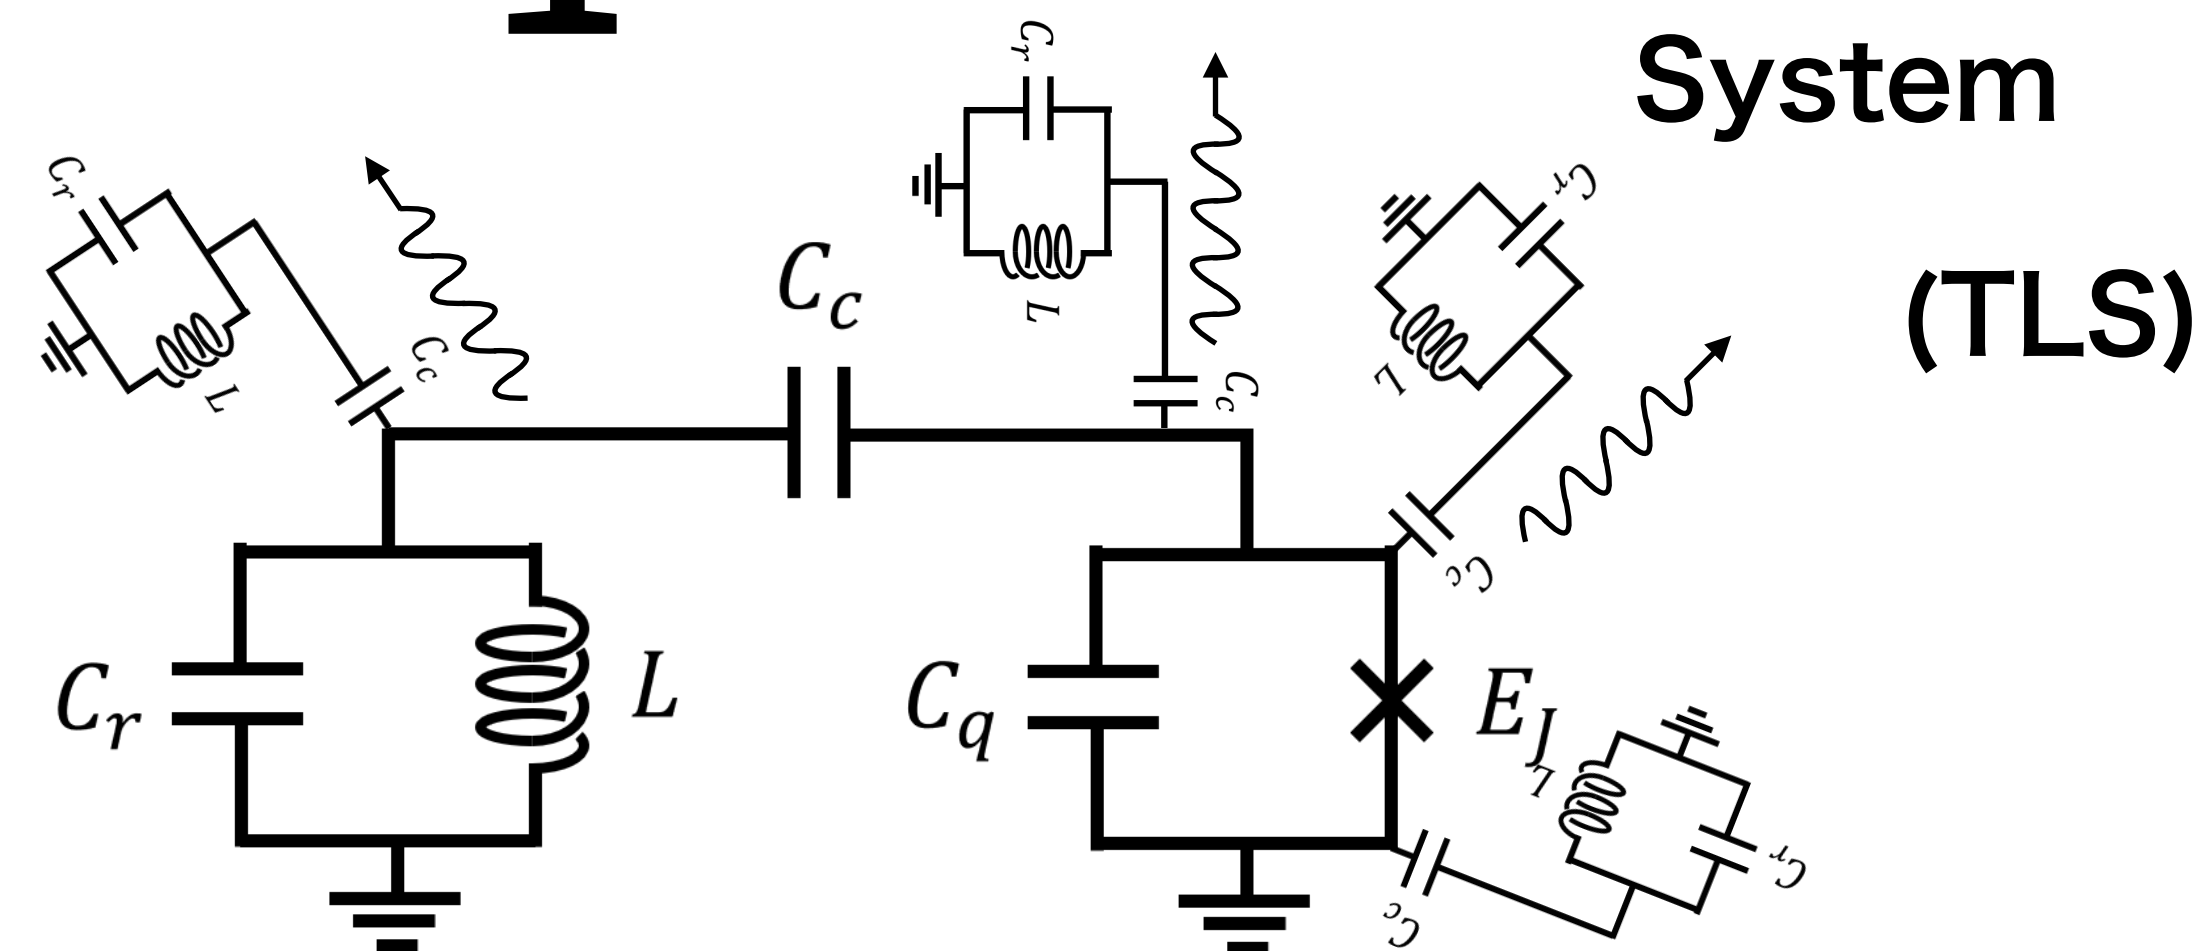 System
(TLS)
C_r
C_c
L
C_r
C_c
L
C_c
C_r
C_c
L
C_r
L
C_q
E_J
L
C_r
C_c